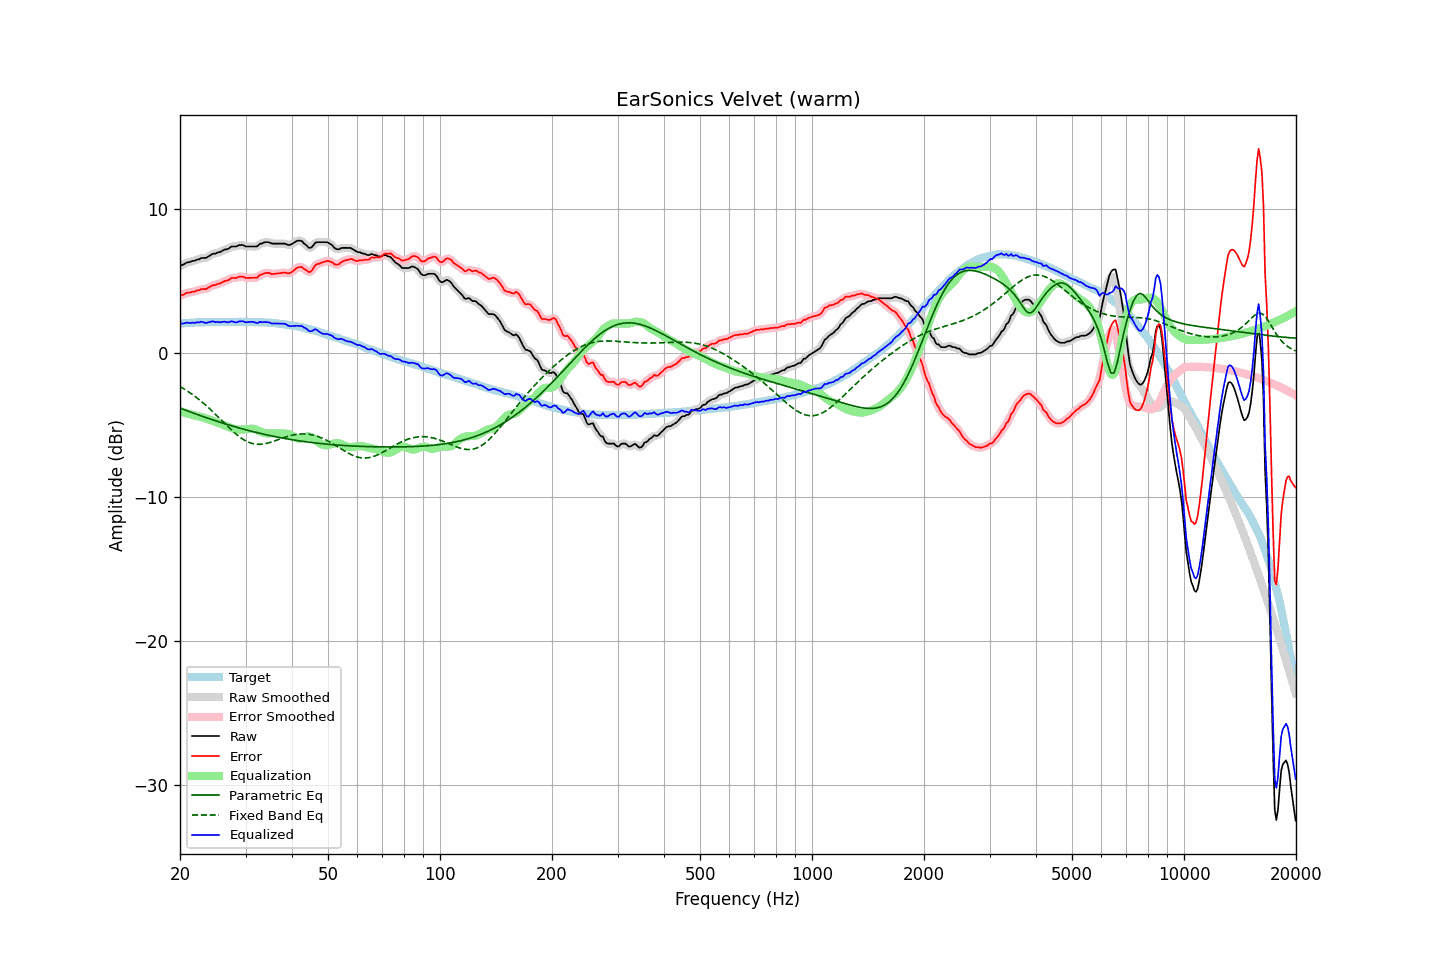 EarSonics Velvet (warm)
Amplitude (dBr)
10
0
−10
−20
−30
Target
Raw Smoothed
Error Smoothed
Raw
Error
Equalization
Parametric Eq
Fixed Band Eq
Equalized
20 50 100 200 500 1000 2000 5000 10000 20000
Frequency (Hz)